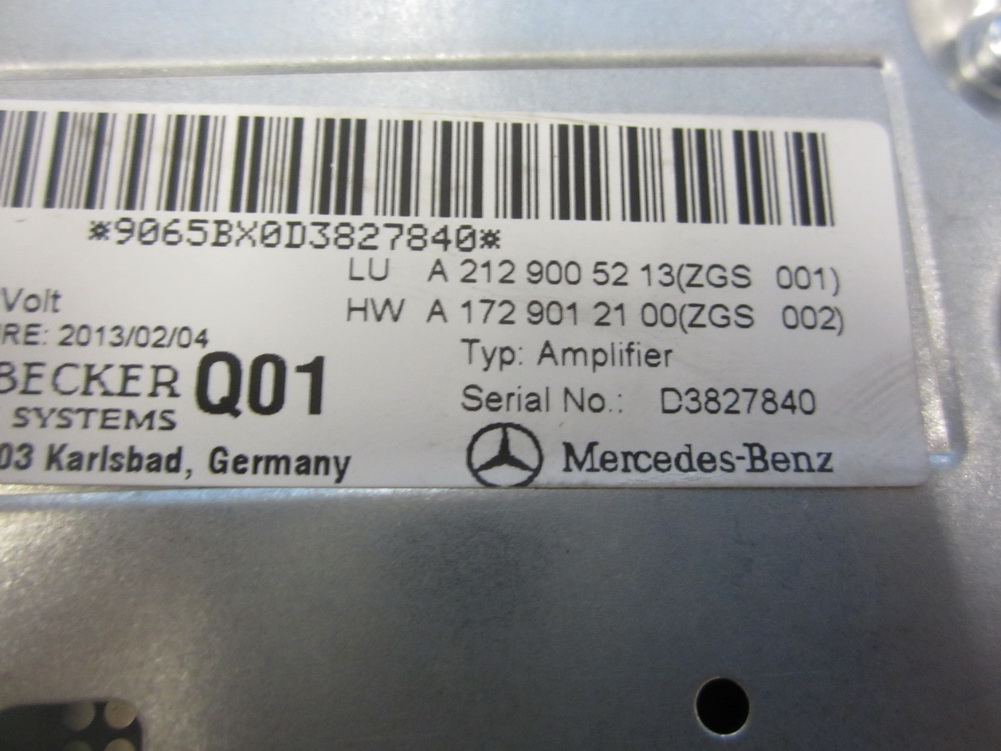 *9065BX0D3827840*
LU A 212 900 52 13(ZGS 001)
Volt
HW A 172 901 21 00(ZGS 002)
RE: 2013/02/04
Typ: Amplifier
BECKER Q01
Serial No.: D3827840
SYSTEMS
03 Karlsbad, Germany
Mercedes-Benz